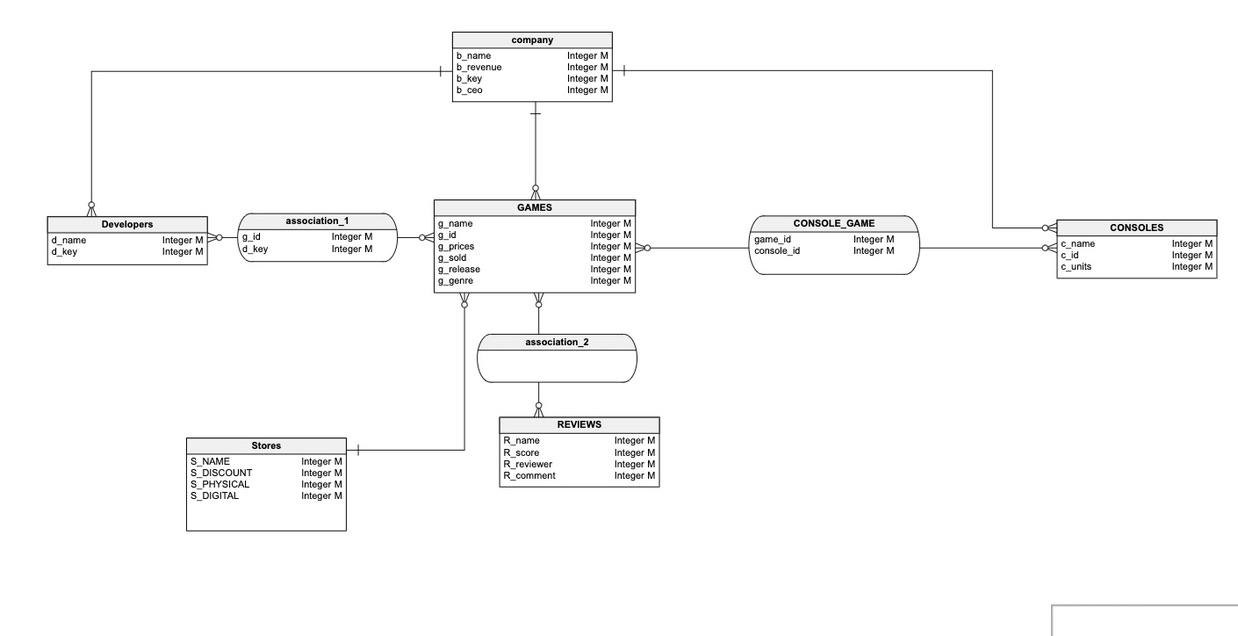 company
b_name Integer M
b_revenue Integer M
b_key Integer M
b_ceo Integer M
Developers
d_name Integer M
d_key Integer M
association_1
g_id Integer M
d_key Integer M
GAMES
g_name Integer M
g_id Integer M
g_prices Integer M
g_sold Integer M
g_release Integer M
g_genre Integer M
CONSOLE_GAME
game_id Integer M
console_id Integer M
CONSOLES
c_name Integer M
c_id Integer M
c_units Integer M
association_2
REVIEWS
R_name Integer M
R_score Integer M
R_reviewer Integer M
R_comment Integer M
Stores
S_NAME Integer M
S_DISCOUNT Integer M
S_PHYSICAL Integer M
S_DIGITAL Integer M